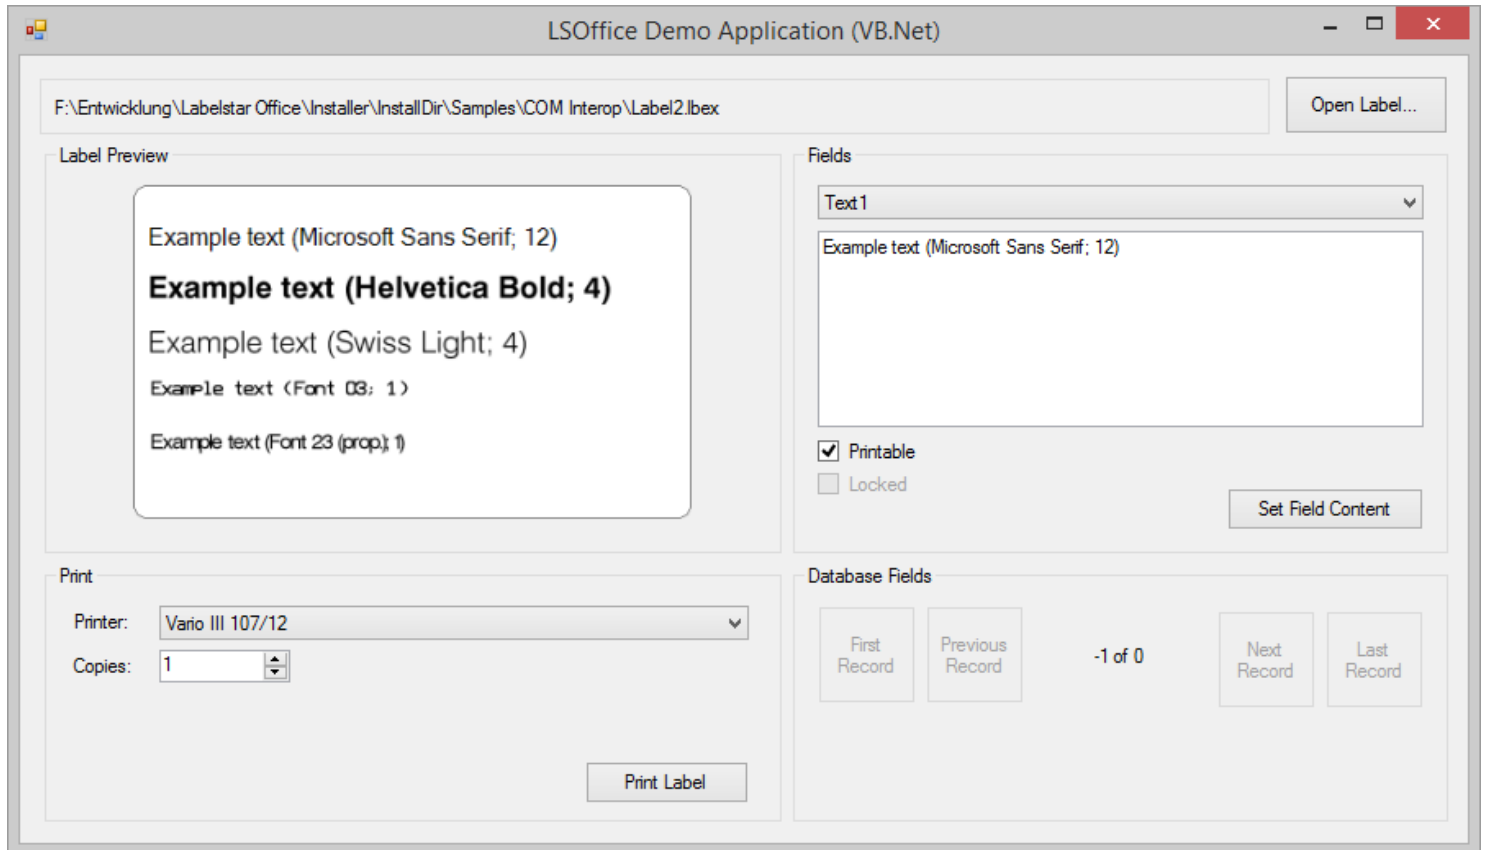 LSOffice Demo Application (VB.Net)
F:\Entwicklung\Labelstar Office\Installer\InstallDir\Samples\COM Interop\Label2.lbex
Open Label...
Label Preview
Example text (Microsoft Sans Serif; 12)
Example text (Helvetica Bold; 4)
Example text (Swiss Light; 4)
Example text (Font 03; 1)
Example text (Font 23 (prop.); 1)
Fields
Text1
Example text (Microsoft Sans Serif; 12)
Printable
Locked
Set Field Content
Print
Printer:
Vario III 107/12
Copies:
1
Print Label
Database Fields
First
Record
Previous
Record
-1 of 0
Next
Record
Last
Record